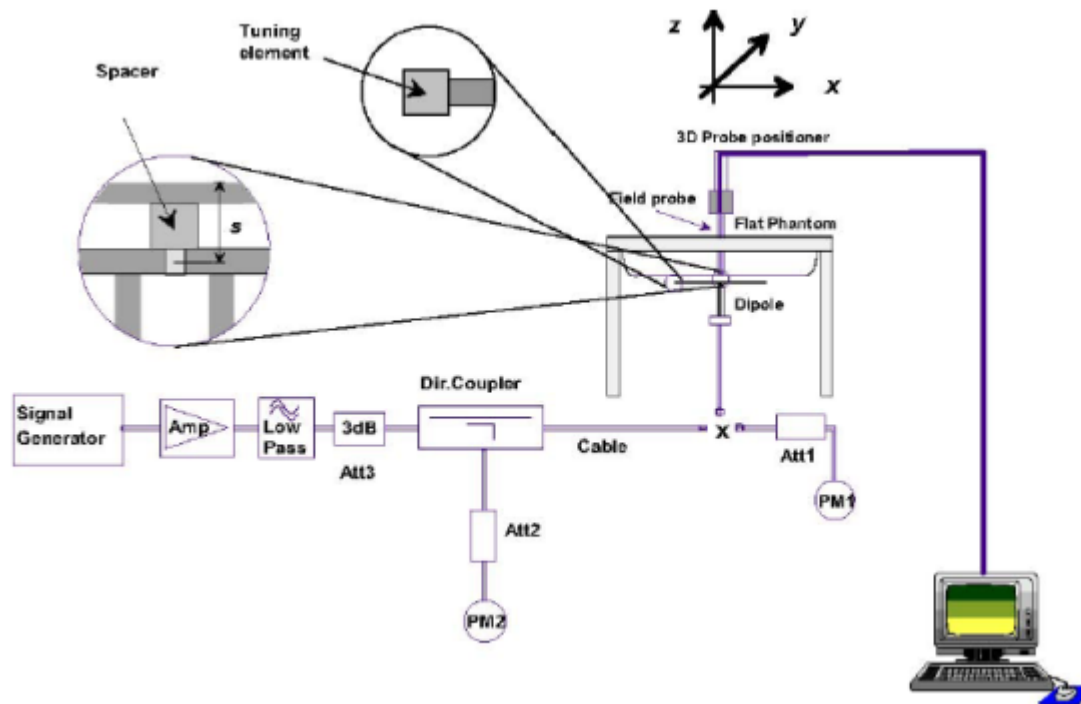 Tuning
element
Spacer
s
z
y
x
3D Probe positioner
Field probe
Flat Phantom
Dipole
Signal
Generator
Amp
Low
Pass
3dB
Att3
Dir.Coupler
Cable
x
Att1
PM1
Att2
PM2